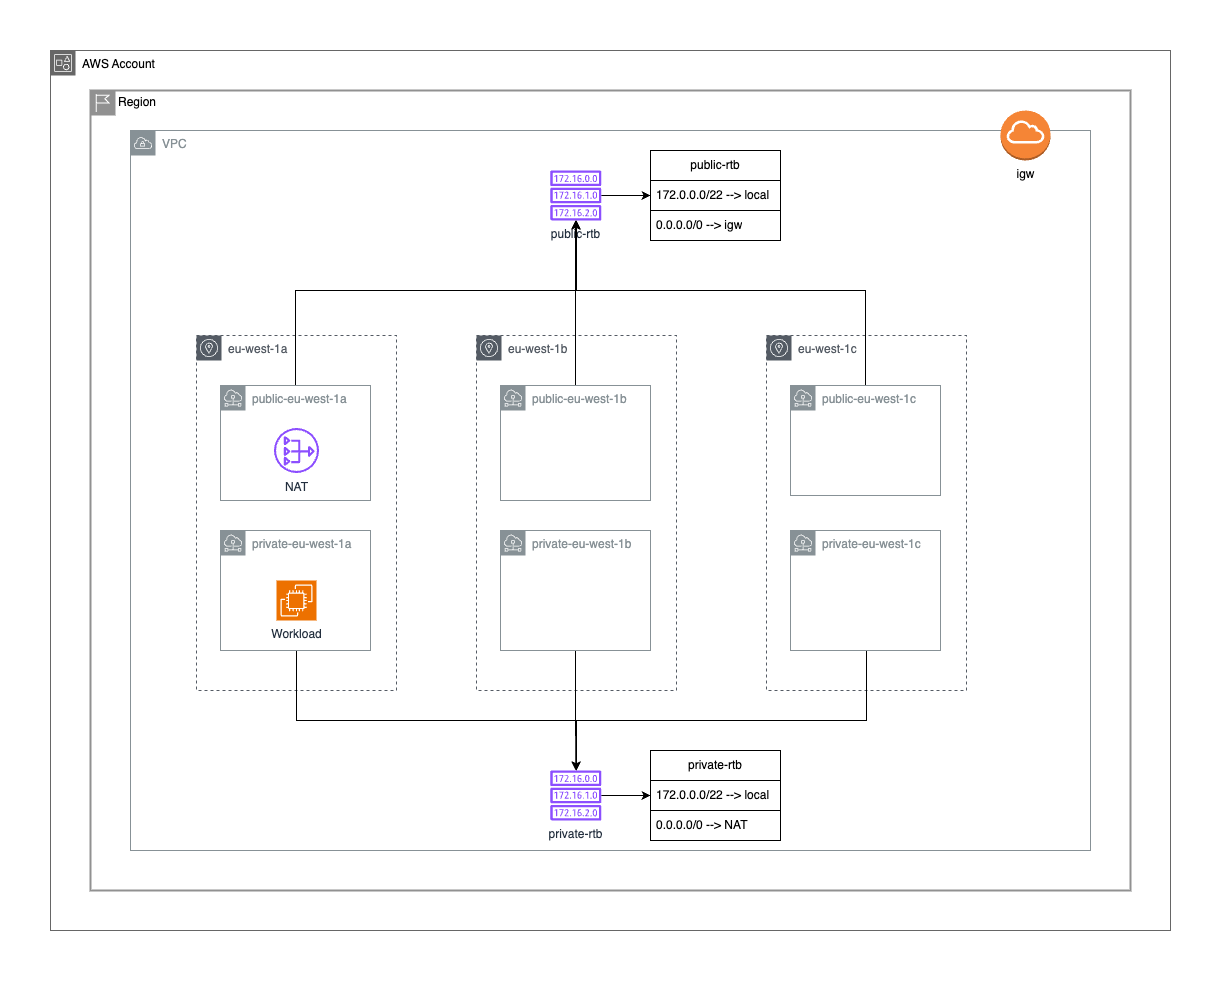 AWS Account
Region
VPC
igw
172.16.0.0
172.16.1.0
172.16.2.0
public-rtb
public-rtb
172.0.0.0/22 --> local
0.0.0.0/0 --> igw
eu-west-1a
eu-west-1b
eu-west-1c
public-eu-west-1a
public-eu-west-1b
public-eu-west-1c
NAT
private-eu-west-1a
private-eu-west-1b
private-eu-west-1c
Workload
172.16.0.0
172.16.1.0
172.16.2.0
private-rtb
private-rtb
172.0.0.0/22 --> local
0.0.0.0/0 --> NAT